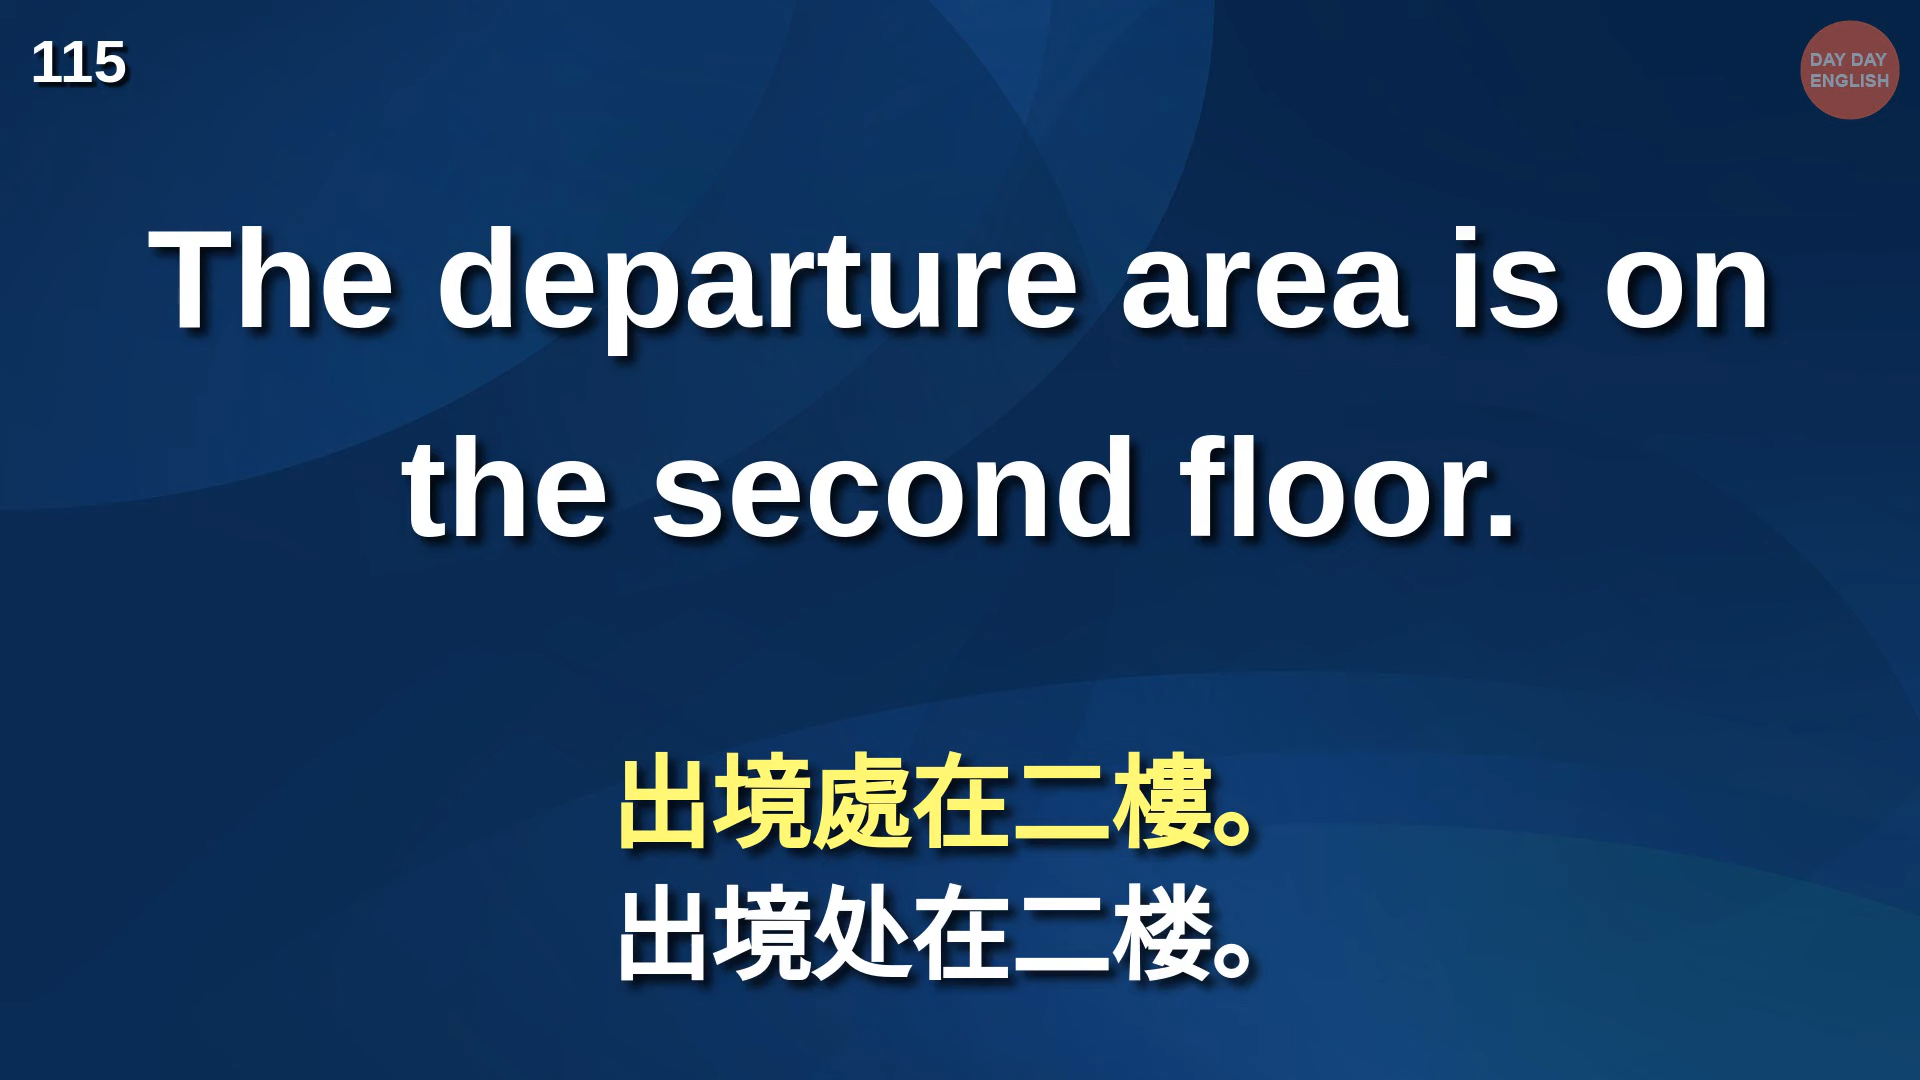 115
DAY DAY
ENGLISH
The departure area is on
the second floor.
出境處在二樓。
出境处在二楼。